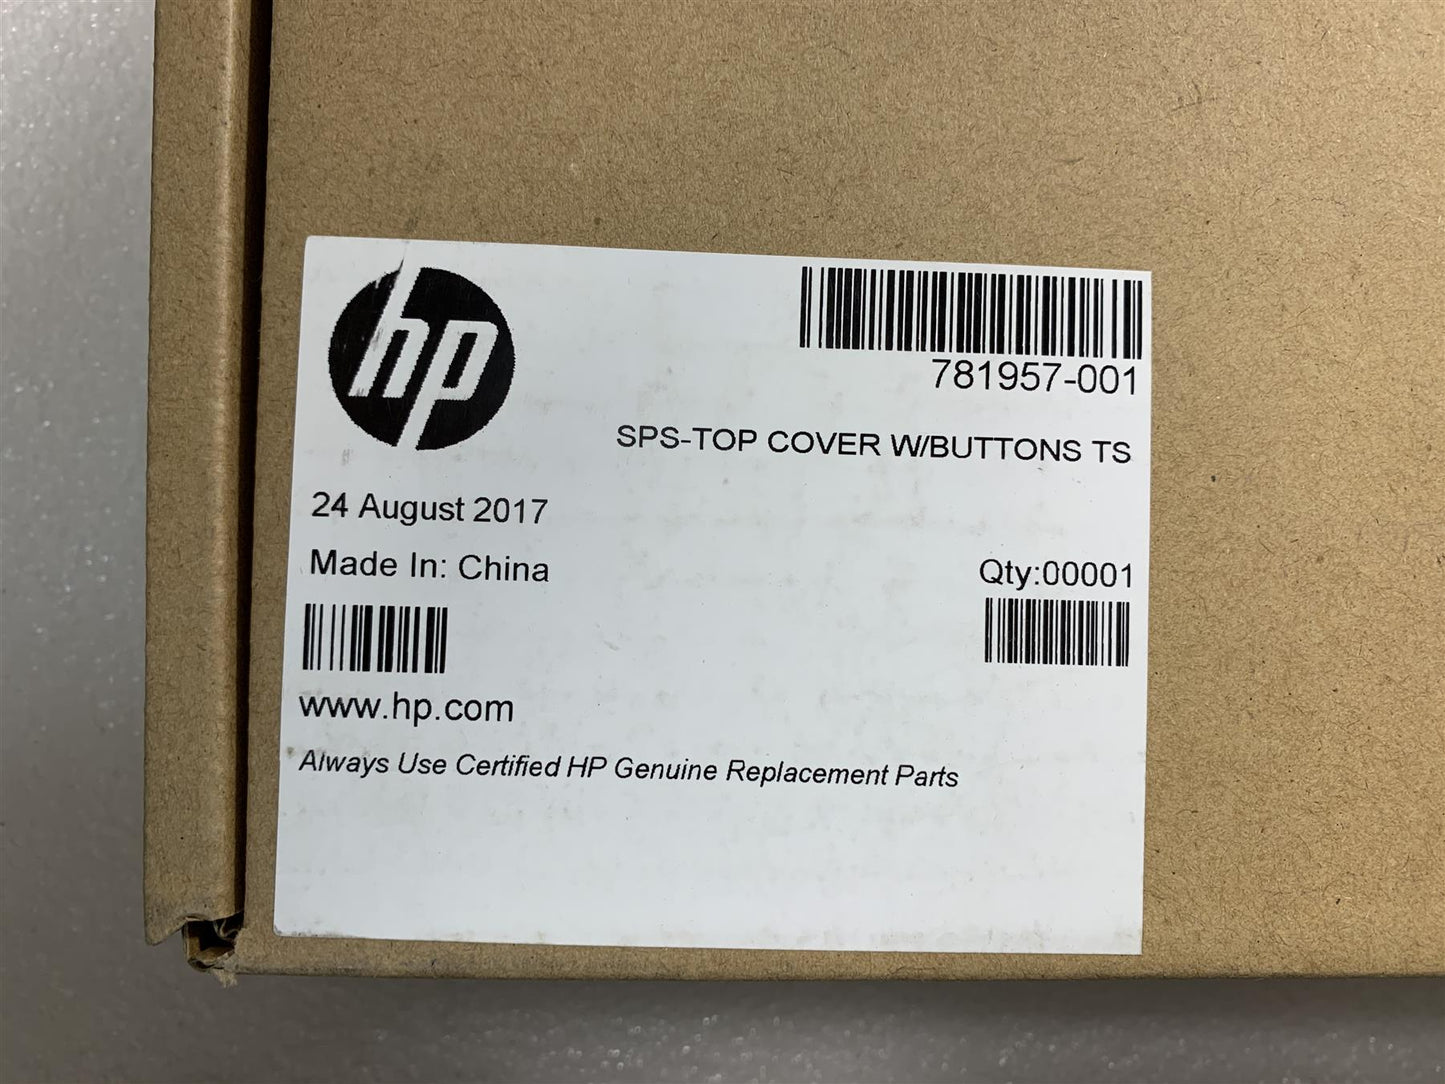 hp
781957-001
SPS-TOP COVER W/BUTTONS TS
24 August 2017
Made In: China
Qty:00001
www.hp.com
Always Use Certified HP Genuine Replacement Parts